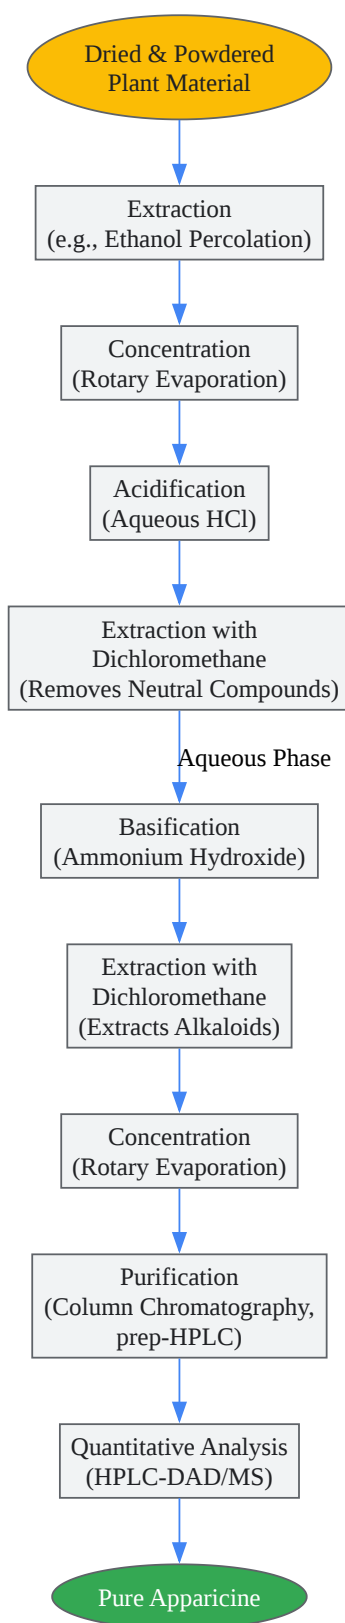 Dried & Powdered
Plant Material
Extraction
(e.g., Ethanol Percolation)
Concentration
(Rotary Evaporation)
Acidification
(Aqueous HCl)
Extraction with
Dichloromethane
(Removes Neutral Compounds)
Aqueous Phase
Basification
(Ammonium Hydroxide)
Extraction with
Dichloromethane
(Extracts Alkaloids)
Concentration
(Rotary Evaporation)
Purification
(Column Chromatography,
prep-HPLC)
Quantitative Analysis
(HPLC-DAD/MS)
Pure Apparicine